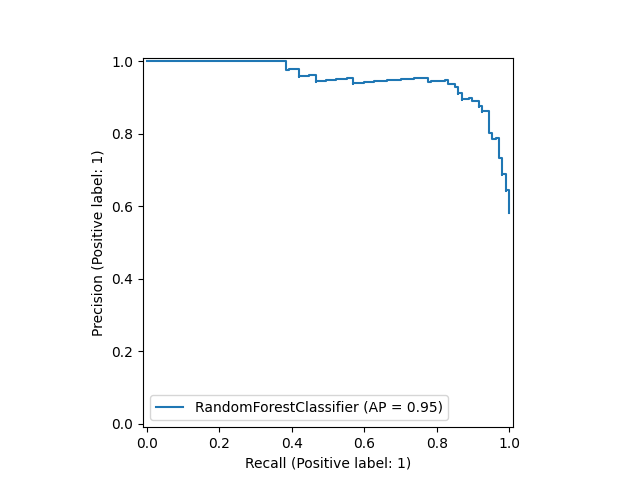 1.0
0.8
0.6
0.4
0.2
0.0
Precision (Positive label: 1)
RandomForestClassifier (AP = 0.95)
0.0 0.2 0.4 0.6 0.8 1.0
Recall (Positive label: 1)